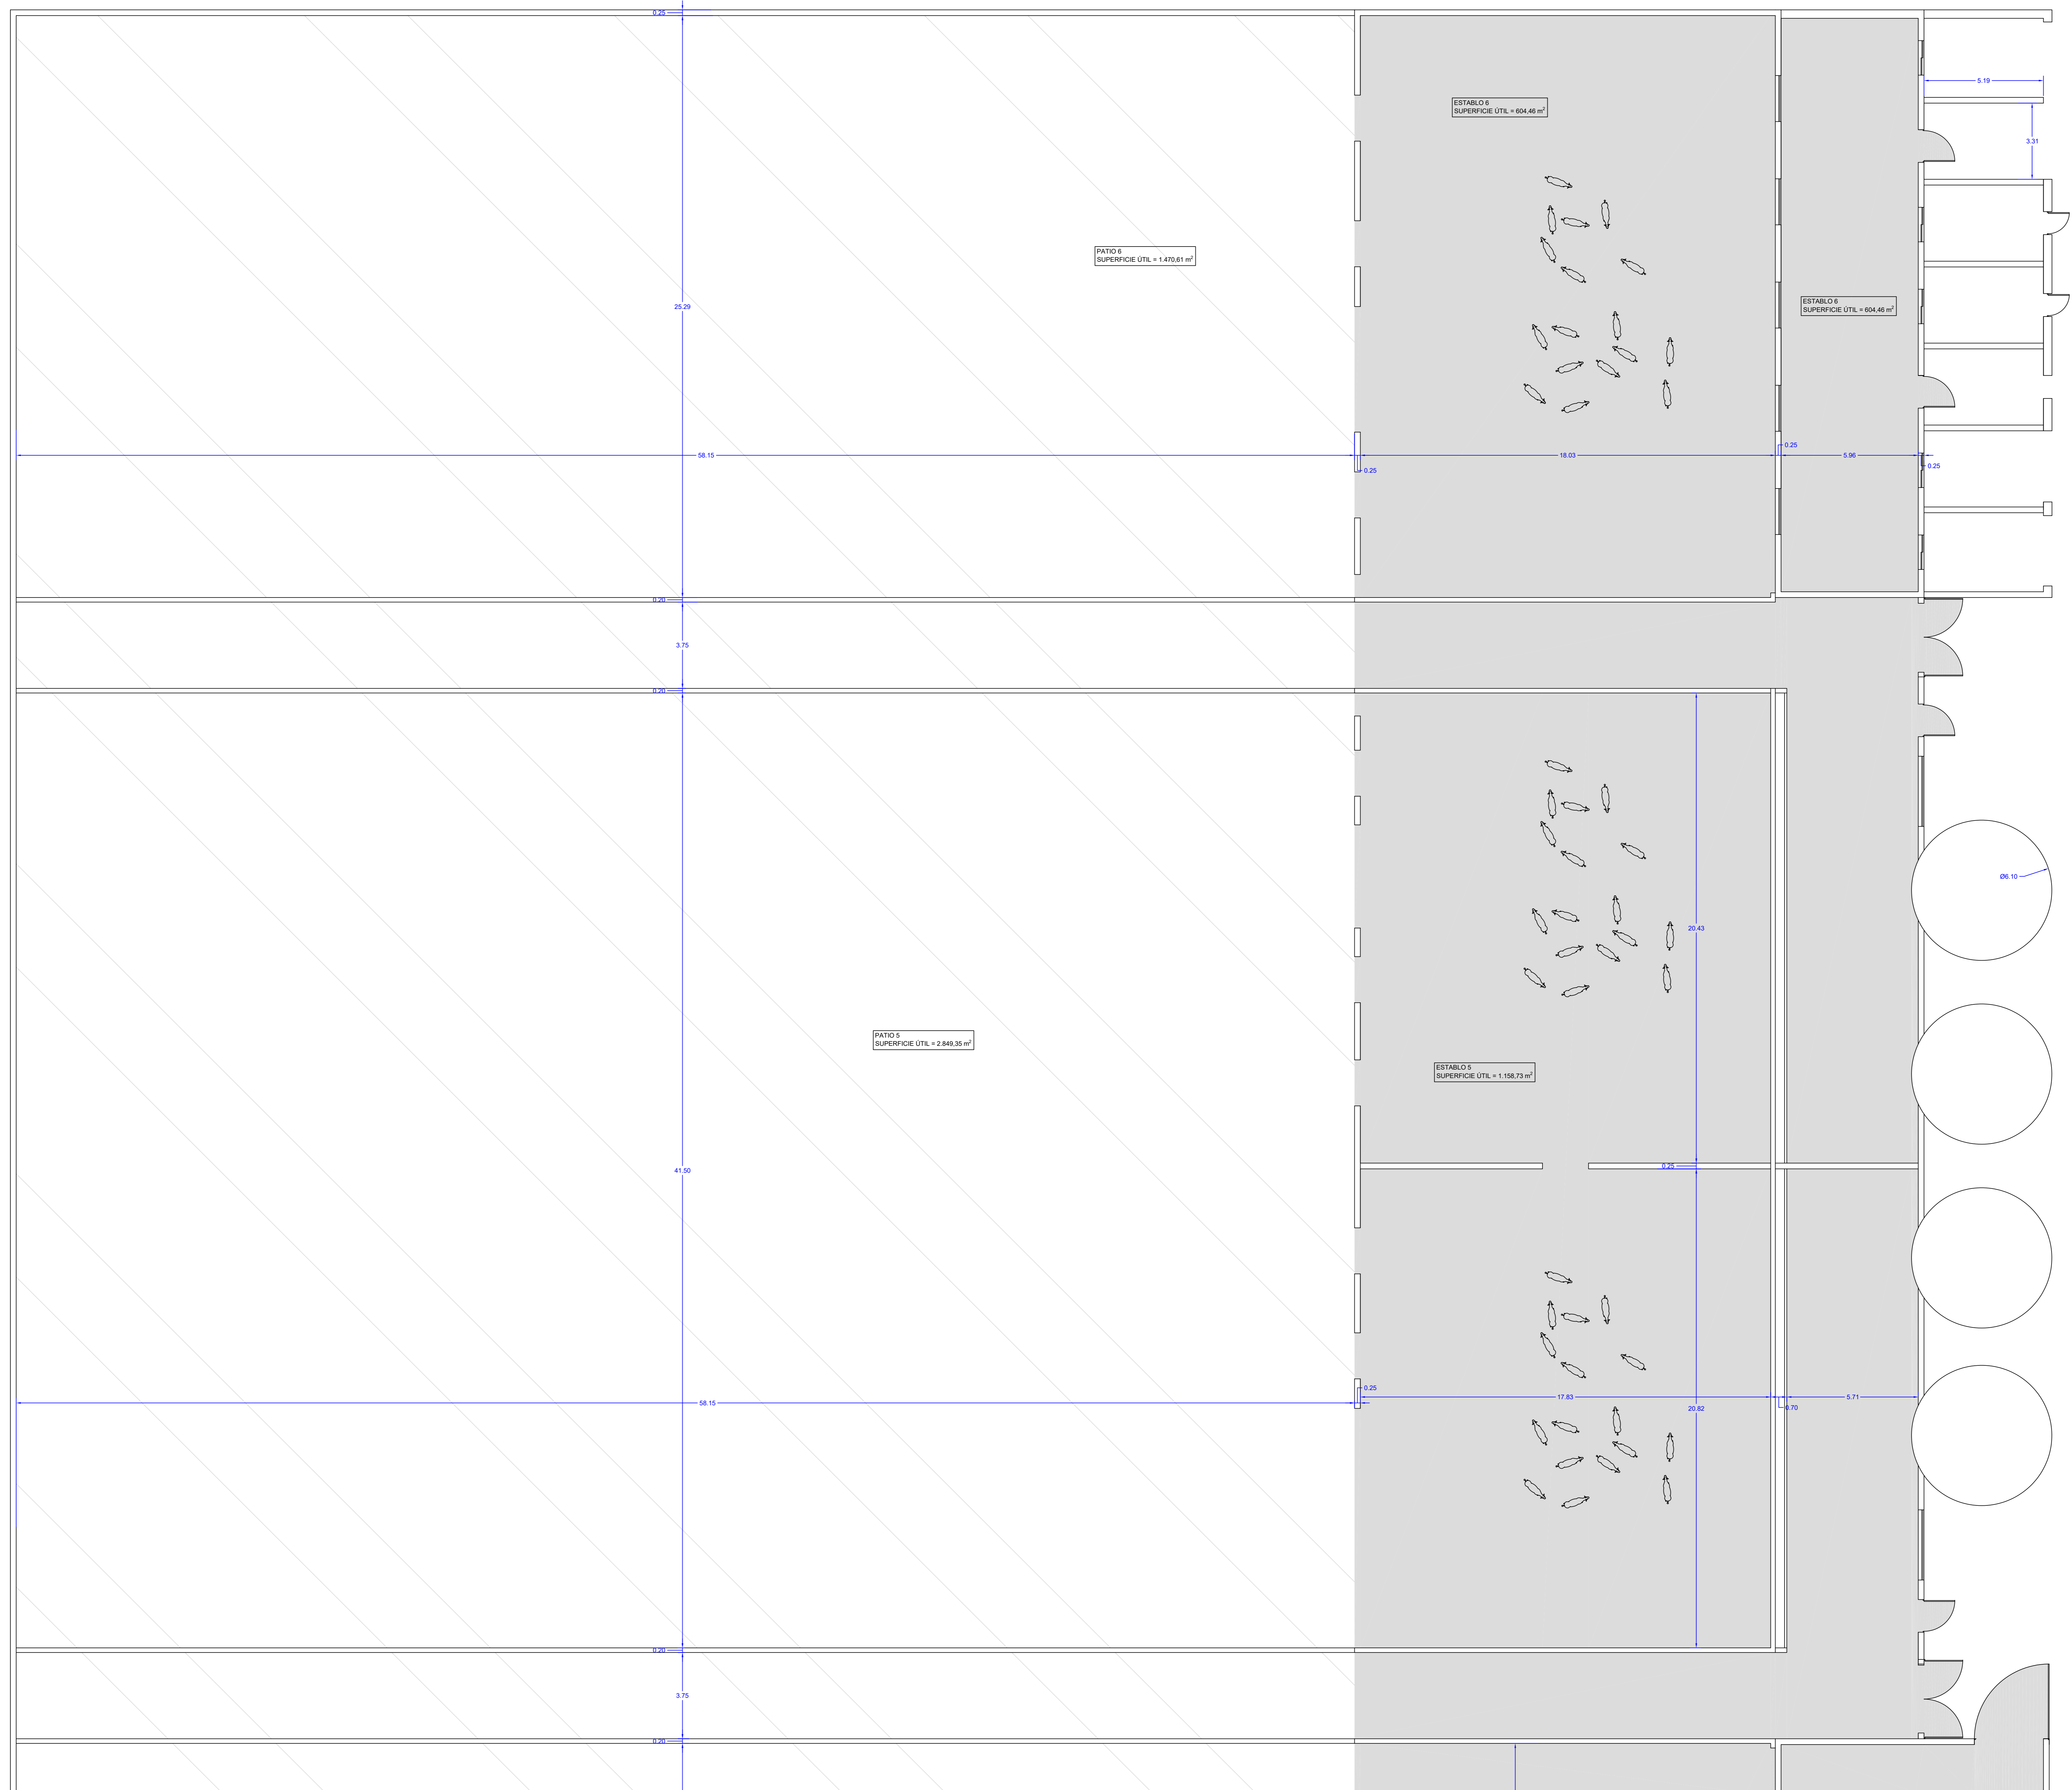 0.25
5.19
ESTABLO 6
SUPERFICIE ÚTIL = 604,46 m²
3.31
PATIO 6
SUPERFICIE ÚTIL = 1.470,61 m²
25.29
ESTABLO 6
SUPERFICIE ÚTIL = 604,46 m²
58.15
0.25
18.03
0.25
5.96
0.25
0.20
3.75
0.20
Ø6.10
20.43
PATIO 5
SUPERFICIE ÚTIL = 2.849,35 m²
ESTABLO 5
SUPERFICIE ÚTIL = 1.158,73 m²
0.25
41.50
0.25
58.15
17.83
20.82
0.70
5.71
0.20
3.75
0.20